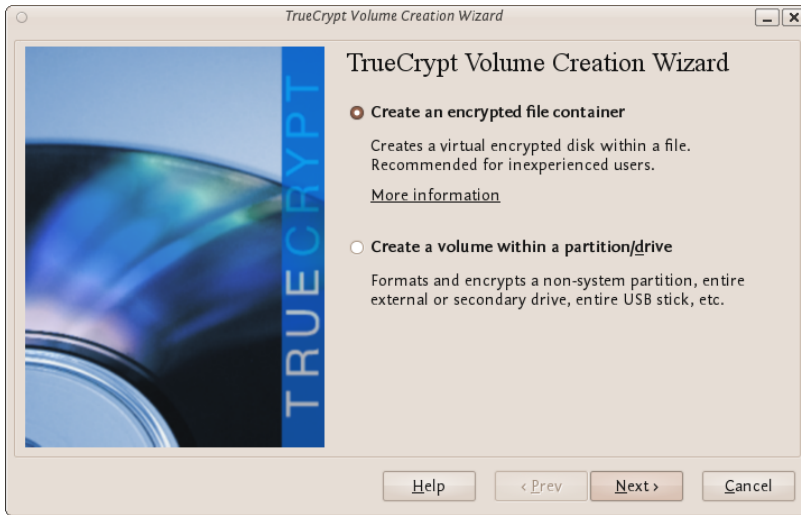 TrueCrypt Volume Creation Wizard
TRUECRYPT
TrueCrypt Volume Creation Wizard
Create an encrypted file container
Creates a virtual encrypted disk within a file.
Recommended for inexperienced users.
More information
Create a volume within a partition/drive
Formats and encrypts a non-system partition, entire
external or secondary drive, entire USB stick, etc.
Help
< Prev
Next >
Cancel